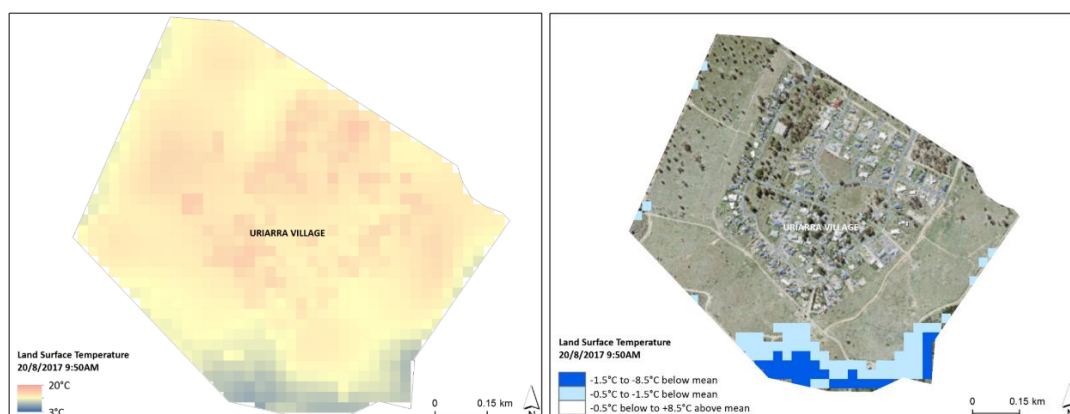 URIARRA VILLAGE
Land Surface Temperature
20/8/2017 9:50AM
20°C
3°C
0 0.15 km
N
URIARRA VILLAGE
Land Surface Temperature
20/8/2017 9:50AM
-1.5°C to -8.5°C below mean
-0.5°C to -1.5°C below mean
-0.5°C below to +8.5°C above mean
0 0.15 km
N